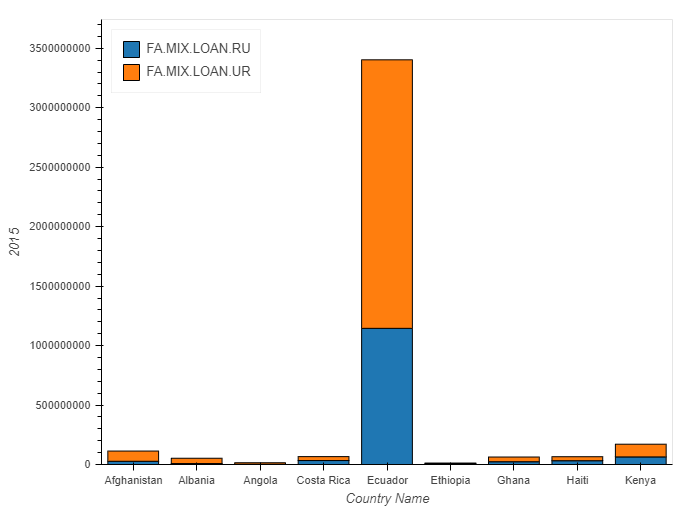 FA.MIX.LOAN.RU
FA.MIX.LOAN.UR
3500000000
3000000000
2500000000
2000000000
1500000000
1000000000
500000000
0
2015
Afghanistan Albania Angola Costa Rica Ecuador Ethiopia Ghana Haiti Kenya
Country Name